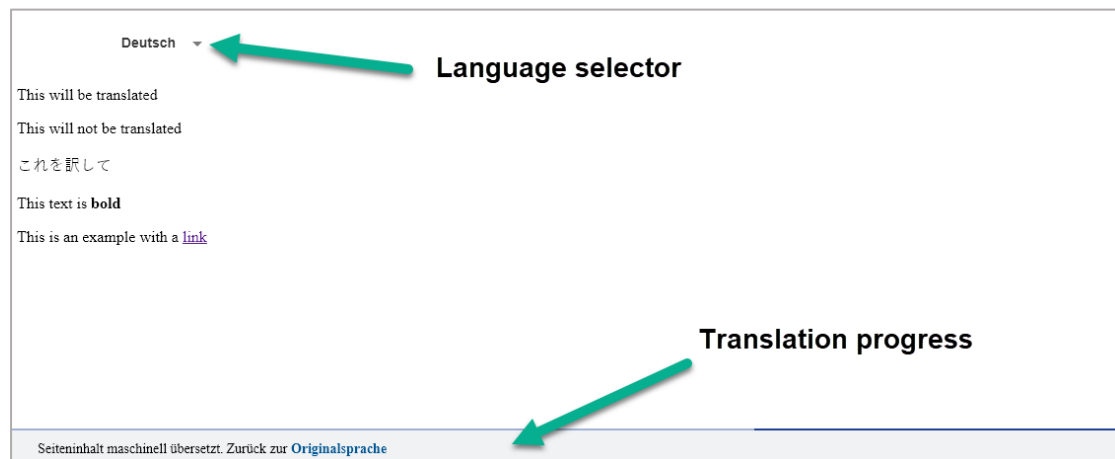 Deutsch
Language selector
This will be translated
This will not be translated
これを訳して
This text is bold
This is an example with a link
Translation progress
Seiteninhalt maschinell übersetzt. Zurück zur Originalsprache